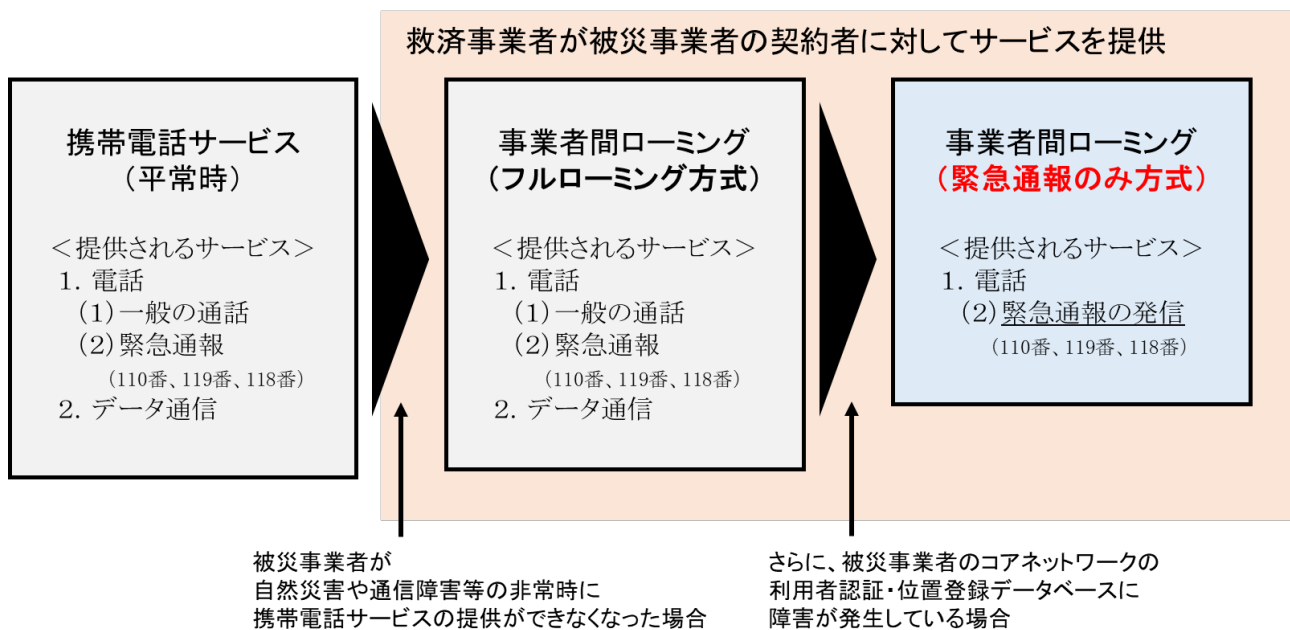 救済事業者が被災事業者の契約者に対してサービスを提供
携帯電話サービス
（平常時）
＜提供されるサービス＞
１．電話
（１）一般の通話
（２）緊急通報
（110番、119番、118番）
２．データ通信
事業者間ローミング
（フルローミング方式）
＜提供されるサービス＞
１．電話
（１）一般の通話
（２）緊急通報
（110番、119番、118番）
２．データ通信
事業者間ローミング
（緊急通報のみ方式）
＜提供されるサービス＞
１．電話
（２）緊急通報の発信
（110番、119番、118番）
被災事業者が
自然災害や通信障害等の非常時に
携帯電話サービスの提供ができなくなった場合
さらに、被災事業者のコアネットワークの
利用者認証・位置登録データベースに
障害が発生している場合